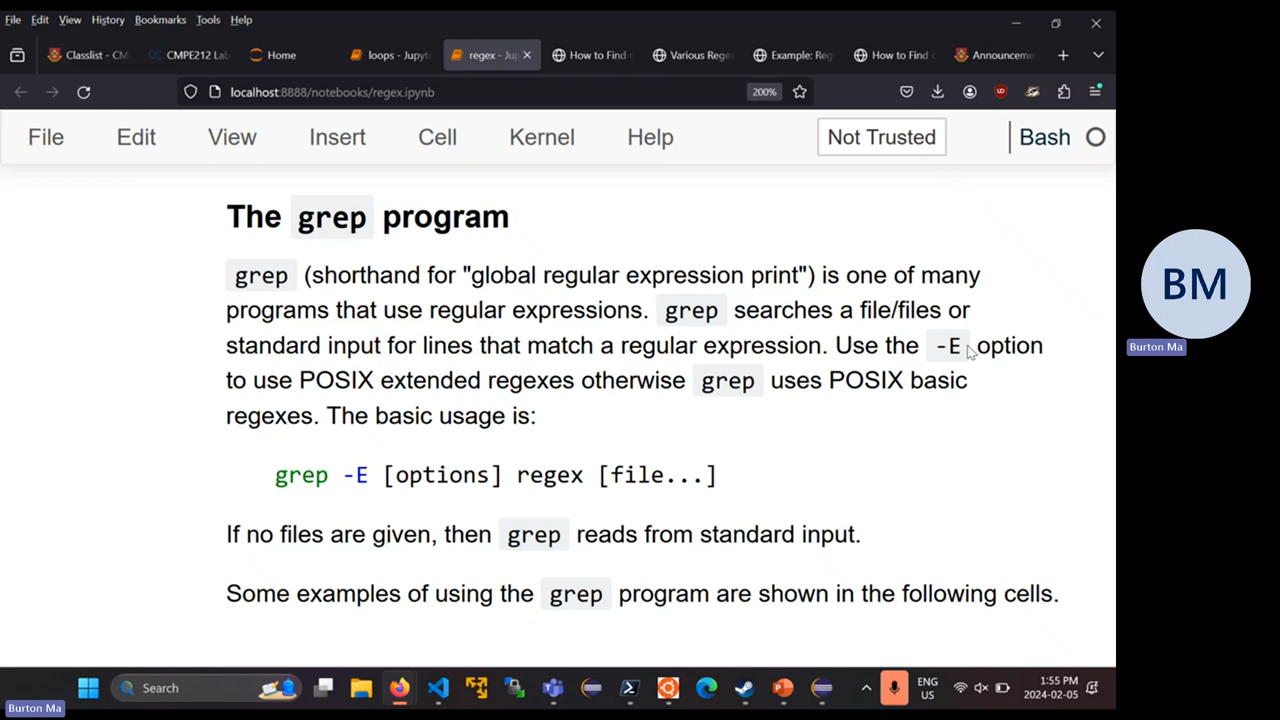 File Edit View History Bookmarks Tools Help
Classlist - CM
CMPE212 Lab
Home
loops - Jupyt
regex - Jup
How to Find
Various Rege
Example: Reg
How to Find
Announceme
localhost:8888/notebooks/regex.ipynb
200%
File Edit View Insert Cell Kernel Help Not Trusted Bash
The grep program
grep (shorthand for "global regular expression print") is one of many
programs that use regular expressions. grep searches a file/files or
standard input for lines that match a regular expression. Use the -E option
to use POSIX extended regexes otherwise grep uses POSIX basic
regexes. The basic usage is:
grep -E [options] regex [file...]
If no files are given, then grep reads from standard input.
Some examples of using the grep program are shown in the following cells.
BM
Burton Ma
Search
ENG
US
1:55 PM
2024-02-05
Burton Ma